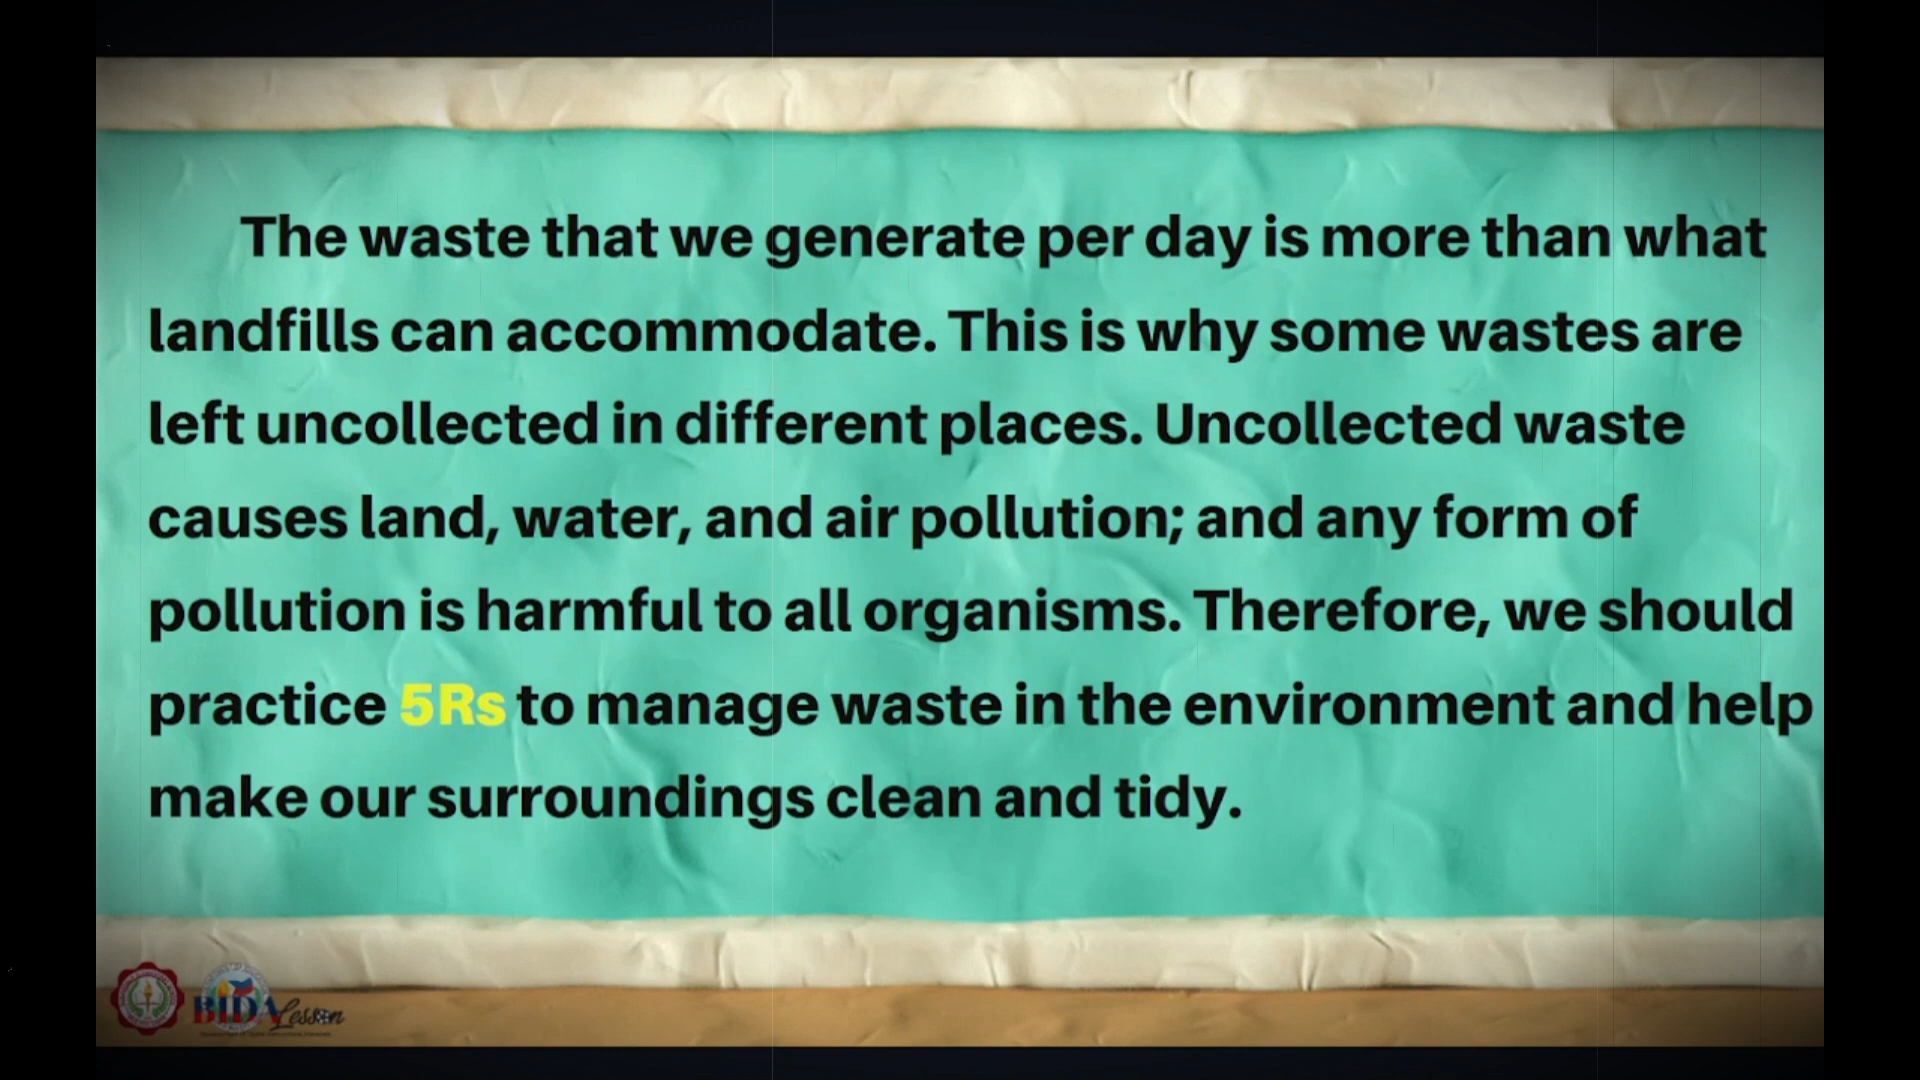 The waste that we generate per day is more than what
landfills can accommodate. This is why some wastes are
left uncollected in different places. Uncollected waste
causes land, water, and air pollution; and any form of
pollution is harmful to all organisms. Therefore, we should
practice 5Rs to manage waste in the environment and help
make our surroundings clean and tidy.
BIDA Lesson